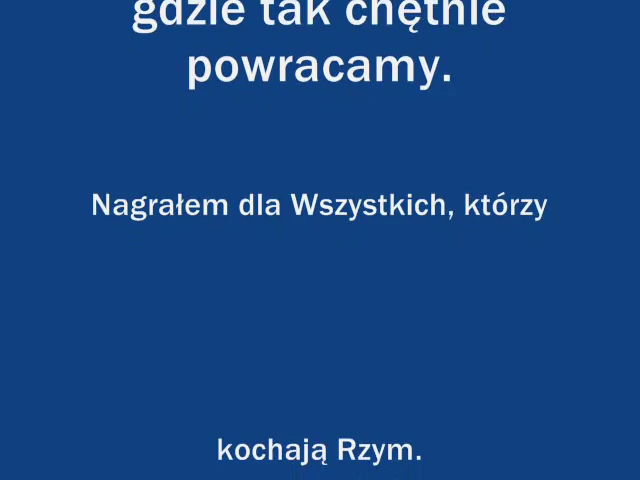 gdzie tak chętnie
powracamy.
Nagrałem dla Wszystkich, którzy
kochają Rzym.